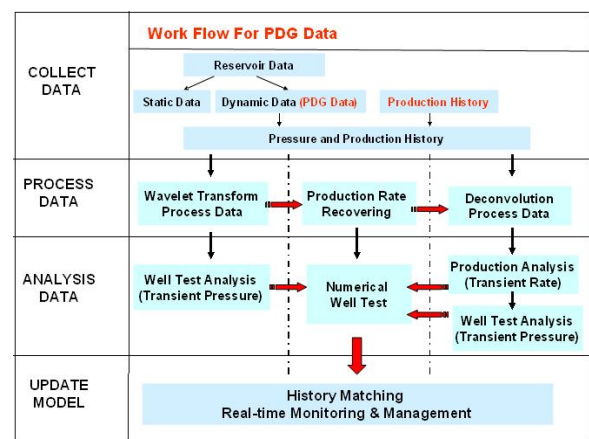 Work Flow For PDG Data
COLLECT
DATA
Reservoir Data
Static Data
Dynamic Data (PDG Data)
Production History
Pressure and Production History
PROCESS
DATA
Wavelet Transform
Process Data
Production Rate
Recovering
Deconvolution
Process Data
ANALYSIS
DATA
Well Test Analysis
(Transient Pressure)
Numerical
Well Test
Production Analysis
(Transient Rate)
Well Test Analysis
(Transient Pressure)
UPDATE
MODEL
History Matching
Real-time Monitoring & Management